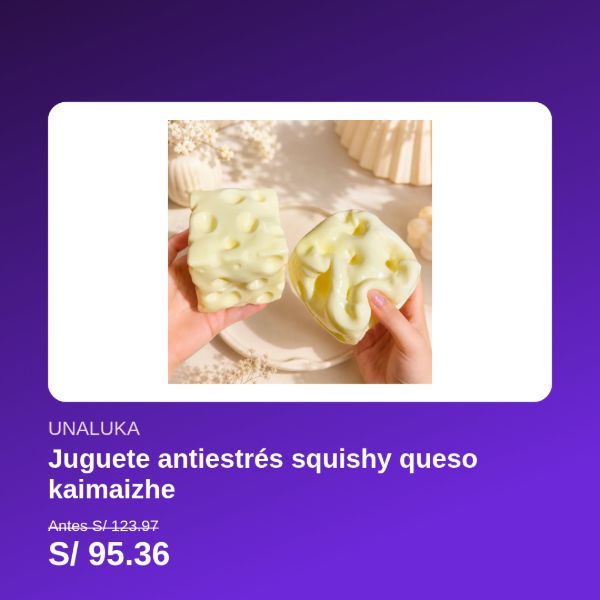 UNALUKA
Juguete antiestrés squishy queso
kaimaizhe
Antes S/ 123.97
S/ 95.36